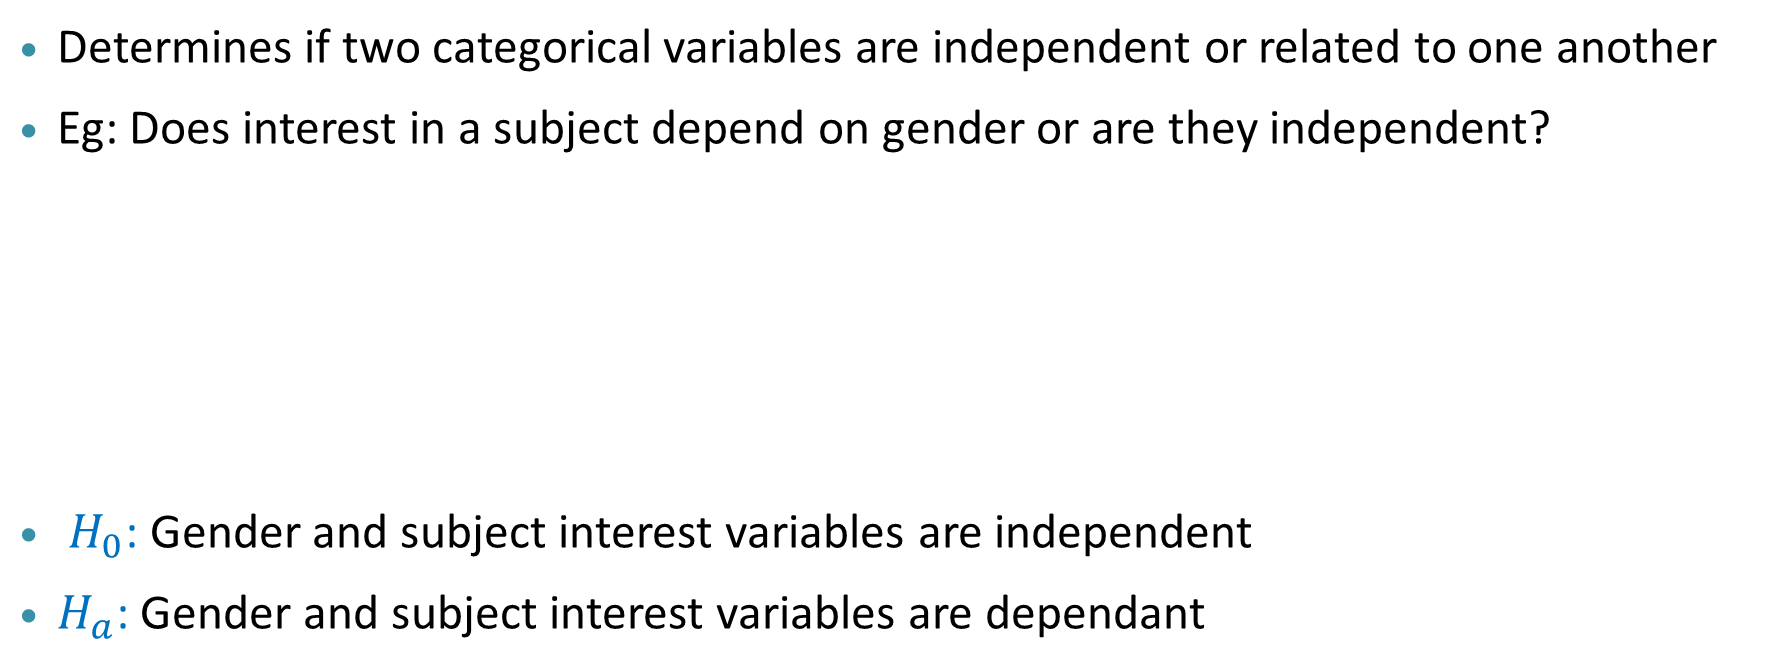 • Determines if two categorical variables are independent or related to one another
• Eg: Does interest in a subject depend on gender or are they independent?
• H₀: Gender and subject interest variables are independent
• Hₐ: Gender and subject interest variables are dependant